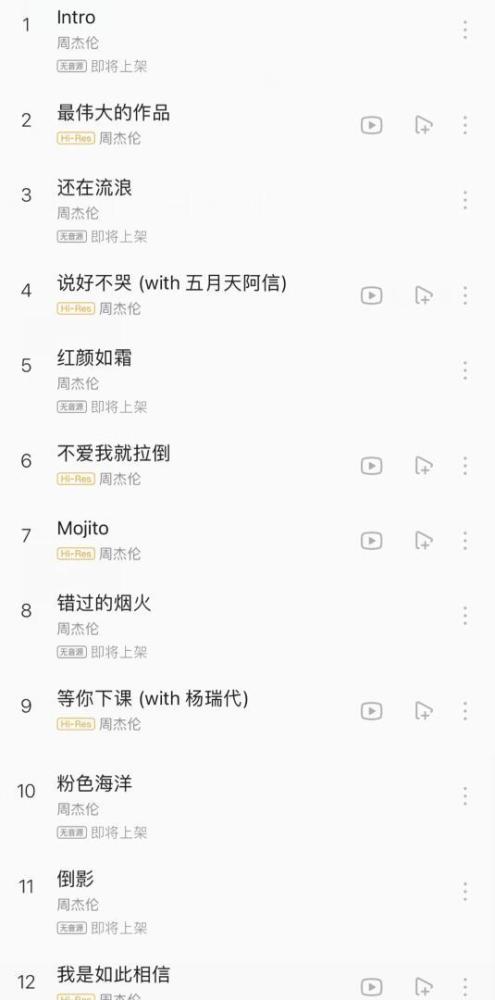 1 Intro
周杰伦
无音源 即将上架
2 最伟大的作品
Hi-Res 周杰伦
3 还在流浪
周杰伦
无音源 即将上架
4 说好不哭 (with 五月天阿信)
Hi-Res 周杰伦
5 红颜如霜
周杰伦
无音源 即将上架
6 不爱我就拉倒
Hi-Res 周杰伦
7 Mojito
Hi-Res 周杰伦
8 错过的烟火
周杰伦
无音源 即将上架
9 等你下课 (with 杨瑞代)
Hi-Res 周杰伦
10 粉色海洋
周杰伦
无音源 即将上架
11 倒影
周杰伦
无音源 即将上架
12 我是如此相信
Hi-Res 周杰伦